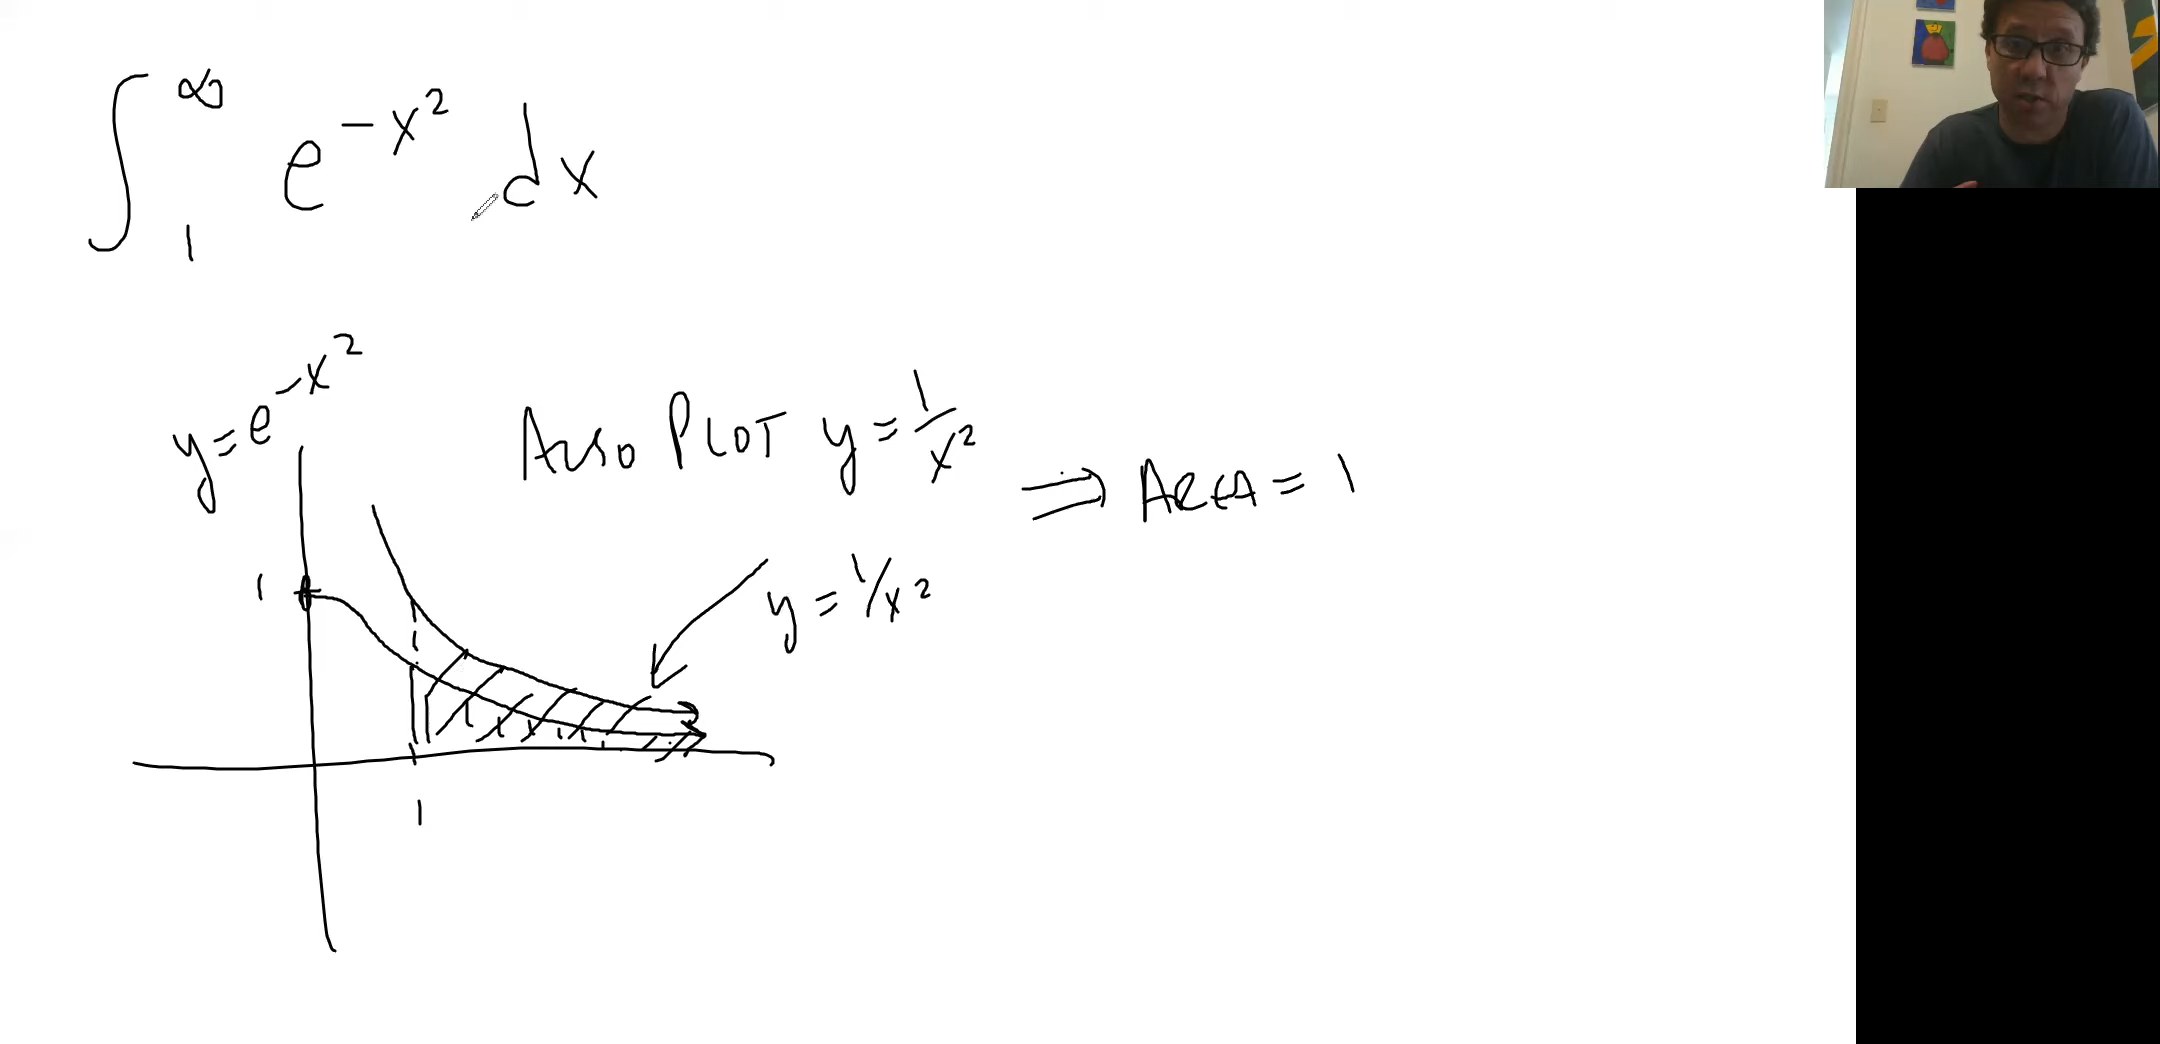 ∫₁^∞ e^{-x²} dx
y = e^{-x²}
ALSO PLOT y = 1/x² ⇒ AREA = 1
1
y = 1/x²
1